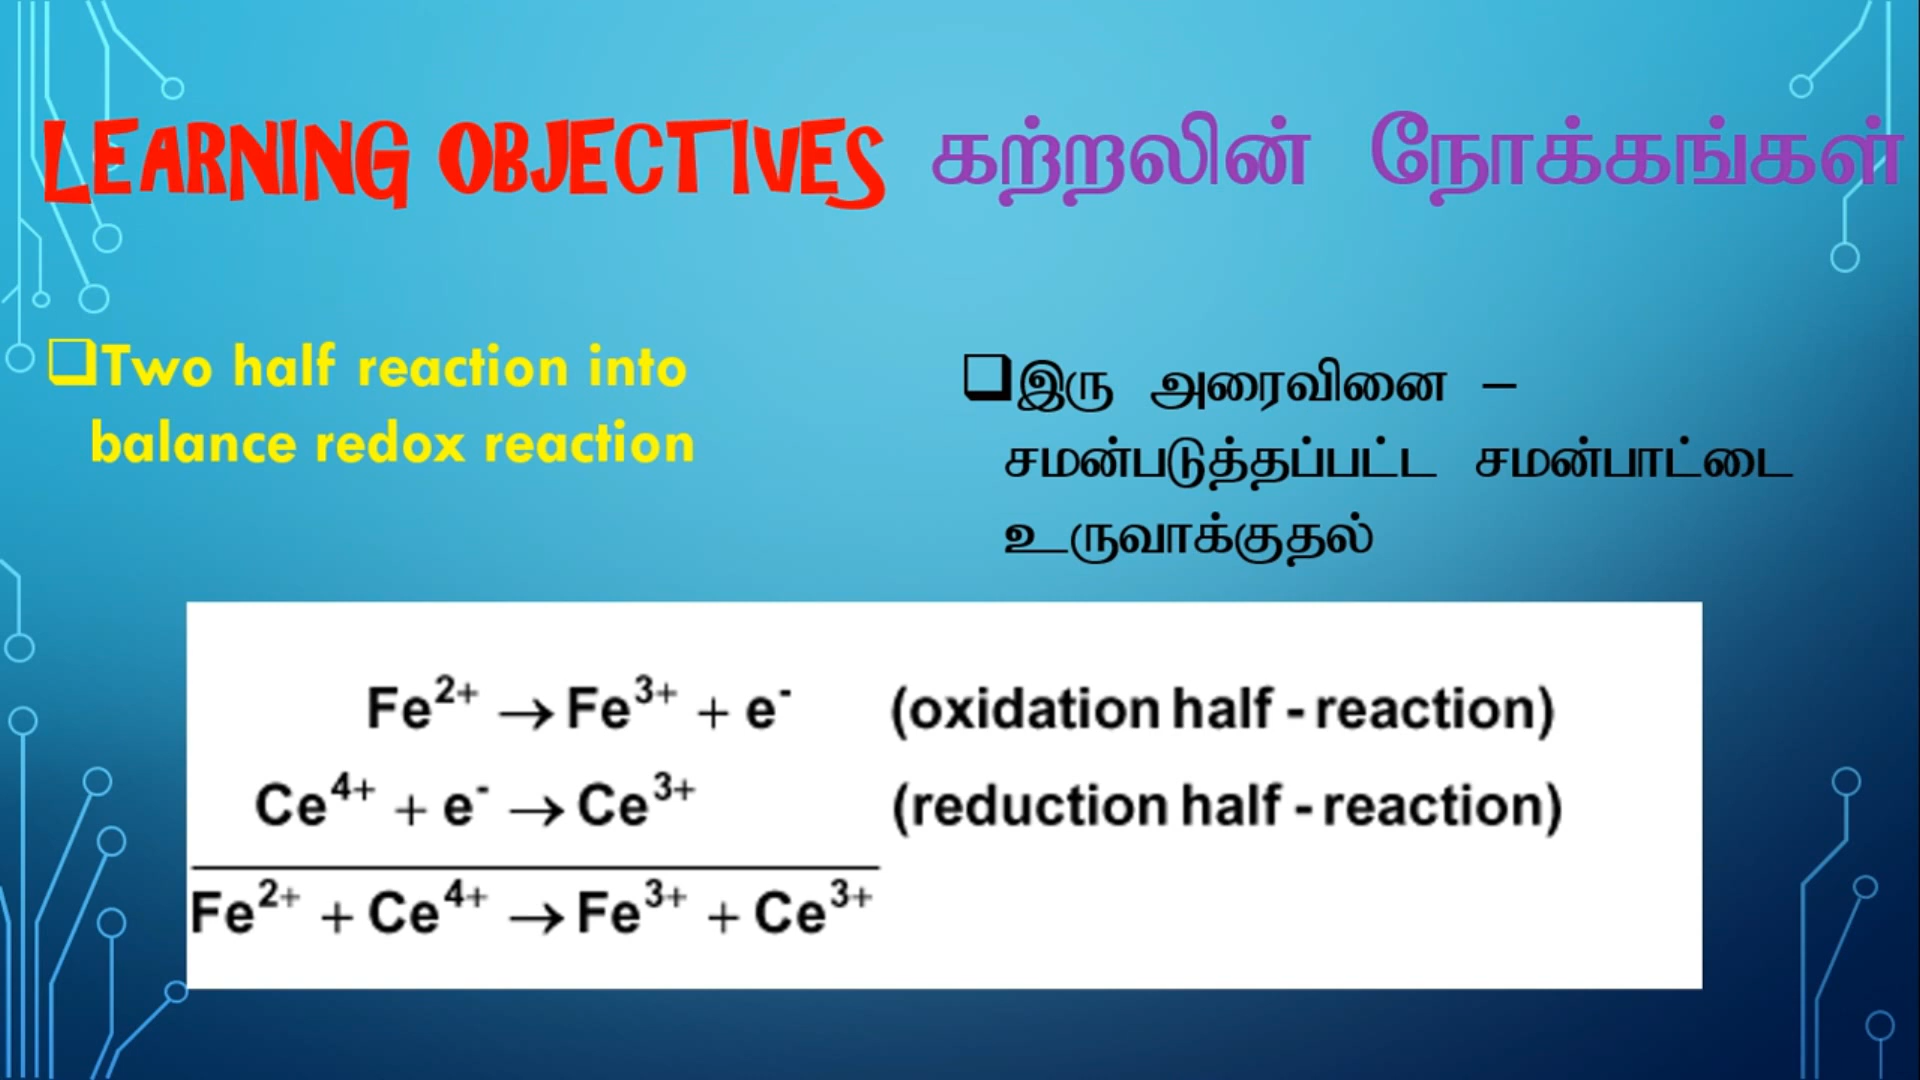 LEARNING OBJECTIVES கற்றலின் நோக்கங்கள்
❑Two half reaction into
balance redox reaction
❑இரு அரைவினை –
சமன்படுத்தப்பட்ட சமன்பாட்டை
உருவாக்குதல்
Fe²⁺ → Fe³⁺ + e⁻ (oxidation half - reaction)
Ce⁴⁺ + e⁻ → Ce³⁺ (reduction half - reaction)
Fe²⁺ + Ce⁴⁺ → Fe³⁺ + Ce³⁺